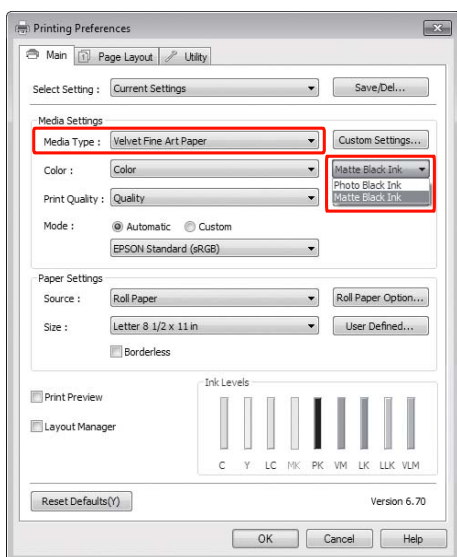 Printing Preferences
Main Page Layout Utility
Select Setting : Current Settings Save/Del...
Media Settings
Media Type : Velvet Fine Art Paper Custom Settings...
Color : Color Matte Black Ink
Photo Black Ink
Print Quality : Quality Matte Black Ink
Mode : Automatic Custom
EPSON Standard (sRGB)
Paper Settings
Source : Roll Paper Roll Paper Option...
Size : Letter 8 1/2 x 11 in User Defined...
Borderless
Ink Levels
Print Preview
Layout Manager
C Y LC MK PK VM LK LLK VLM
Reset Defaults(Y) Version 6.70
OK Cancel Help